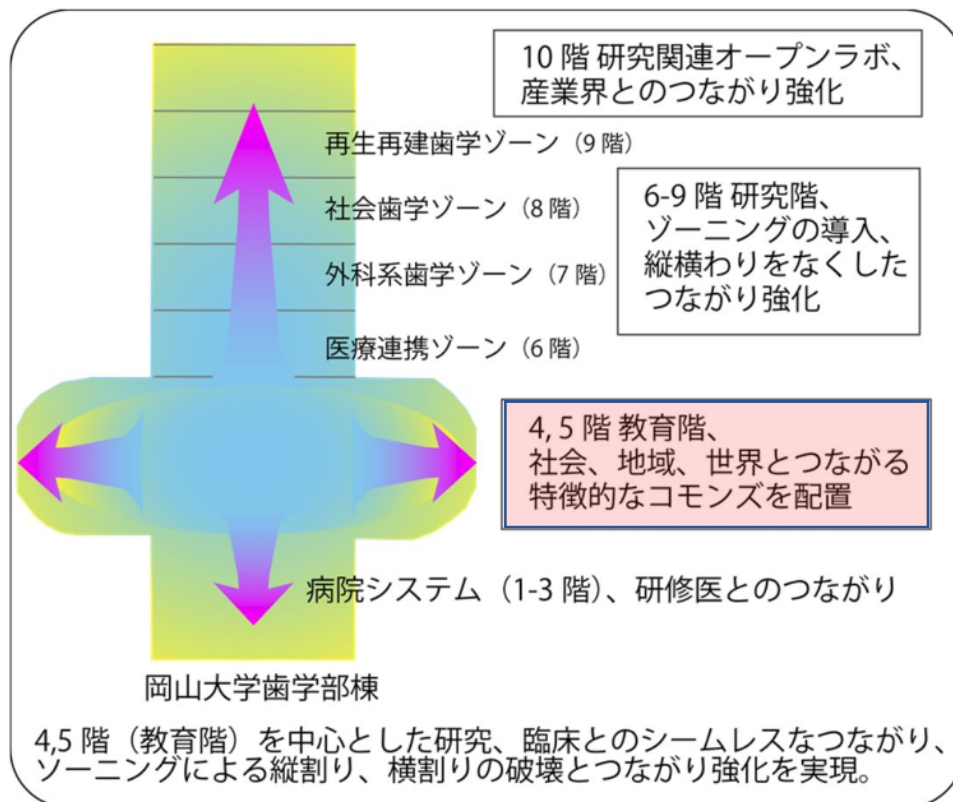 10 階 研究関連オープンラボ、
産業界とのつながり強化
再生再建歯学ゾーン（9 階）
社会歯学ゾーン（8 階）
外科系歯学ゾーン（7 階）
医療連携ゾーン（6 階）
6-9 階 研究階、
ゾーニングの導入、
縦横わりをなくした
つながり強化
4, 5 階 教育階、
社会、地域、世界とつながる
特徴的なコモンズを配置
病院システム（1-3 階）、研修医とのつながり
岡山大学歯学部棟
4,5 階（教育階）を中心とした研究、臨床とのシームレスなつながり、
ゾーニングによる縦割り、横割りの破壊とつながり強化を実現。